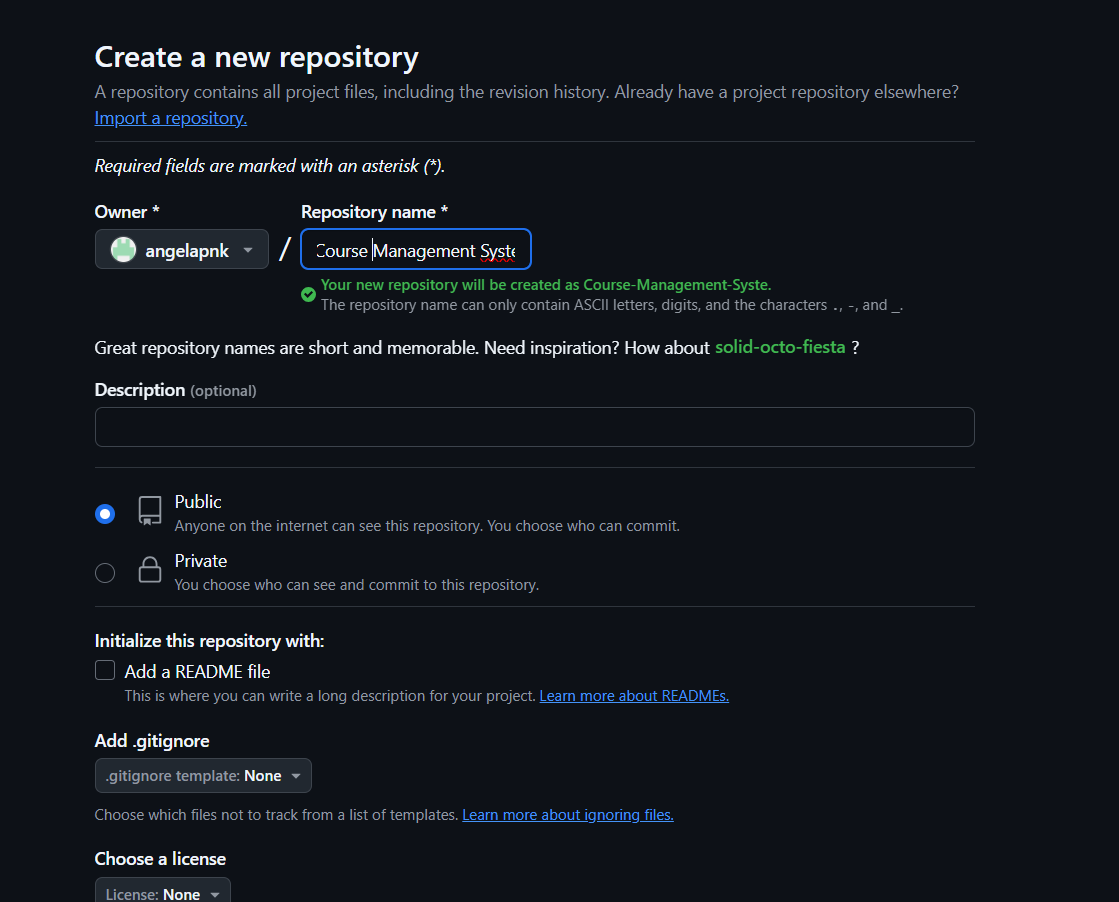 Create a new repository
A repository contains all project files, including the revision history. Already have a project repository elsewhere?
Import a repository.
Required fields are marked with an asterisk (*).
Owner * Repository name *
angelapnk / Course Management Syste
Your new repository will be created as Course-Management-Syste.
The repository name can only contain ASCII letters, digits, and the characters ., -, and _.
Great repository names are short and memorable. Need inspiration? How about solid-octo-fiesta ?
Description (optional)
Public
Anyone on the internet can see this repository. You choose who can commit.
Private
You choose who can see and commit to this repository.
Initialize this repository with:
Add a README file
This is where you can write a long description for your project. Learn more about READMEs.
Add .gitignore
.gitignore template: None
Choose which files not to track from a list of templates. Learn more about ignoring files.
Choose a license
License: None